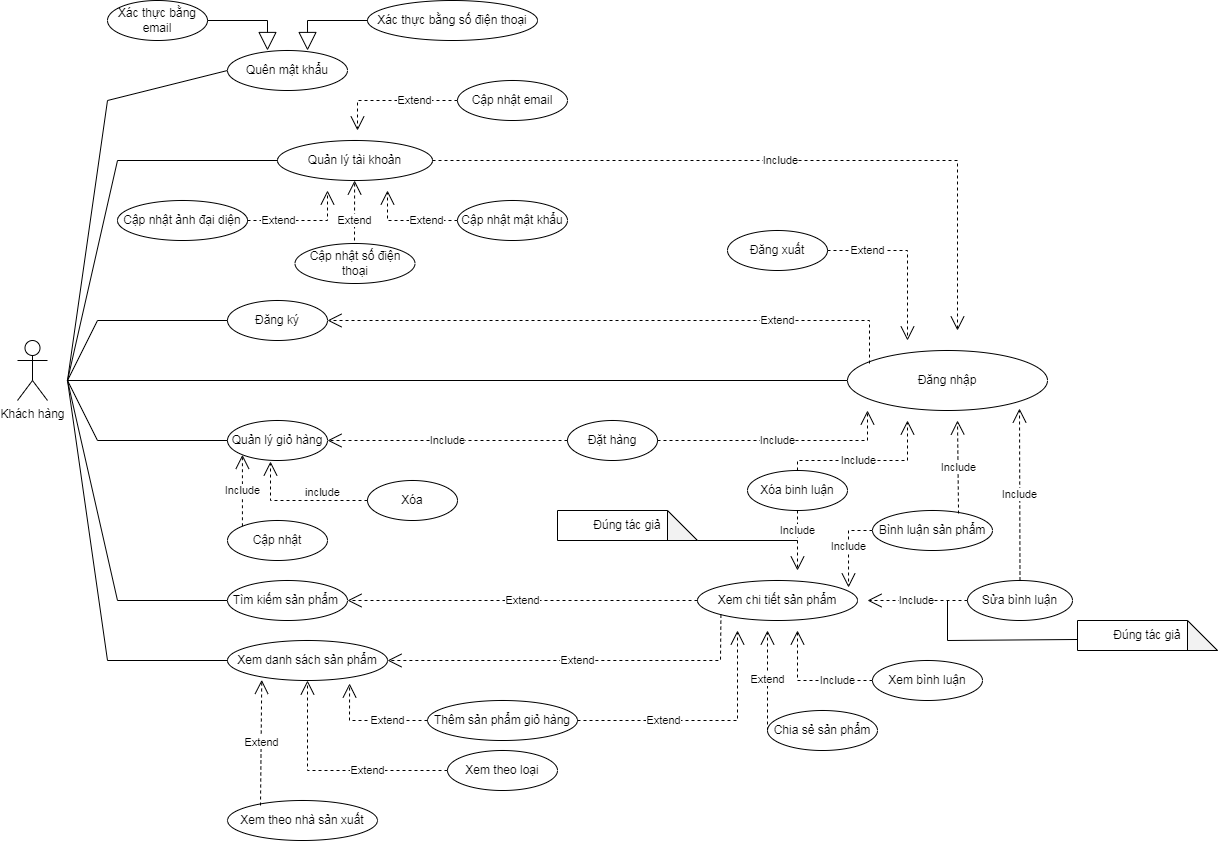 Xác thực bằng
email
Xác thực bằng số điện thoại
Quên mật khẩu
Extend
Cập nhật email
Quản lý tài khoản
Include
Cập nhật ảnh đại diện
Extend
Extend
Extend
Cập nhật mật khẩu
Cập nhật số điện
thoại
Đăng xuất
Extend
Đăng ký
Extend
Khách hàng
Đăng nhập
Quản lý giỏ hàng
Include
Đặt hàng
Include
Include
Include
Include
include
Xóa
Xóa bình luận
Include
Cập nhật
Đúng tác giả
Include
Bình luận sản phẩm
Include
Tìm kiếm sản phẩm
Extend
Xem chi tiết sản phẩm
Include
Sửa bình luận
Đúng tác giả
Xem danh sách sản phẩm
Extend
Extend
Include
Xem bình luận
Extend
Thêm sản phẩm giỏ hàng
Extend
Chia sẻ sản phẩm
Extend
Extend
Xem theo loại
Xem theo nhà sản xuất